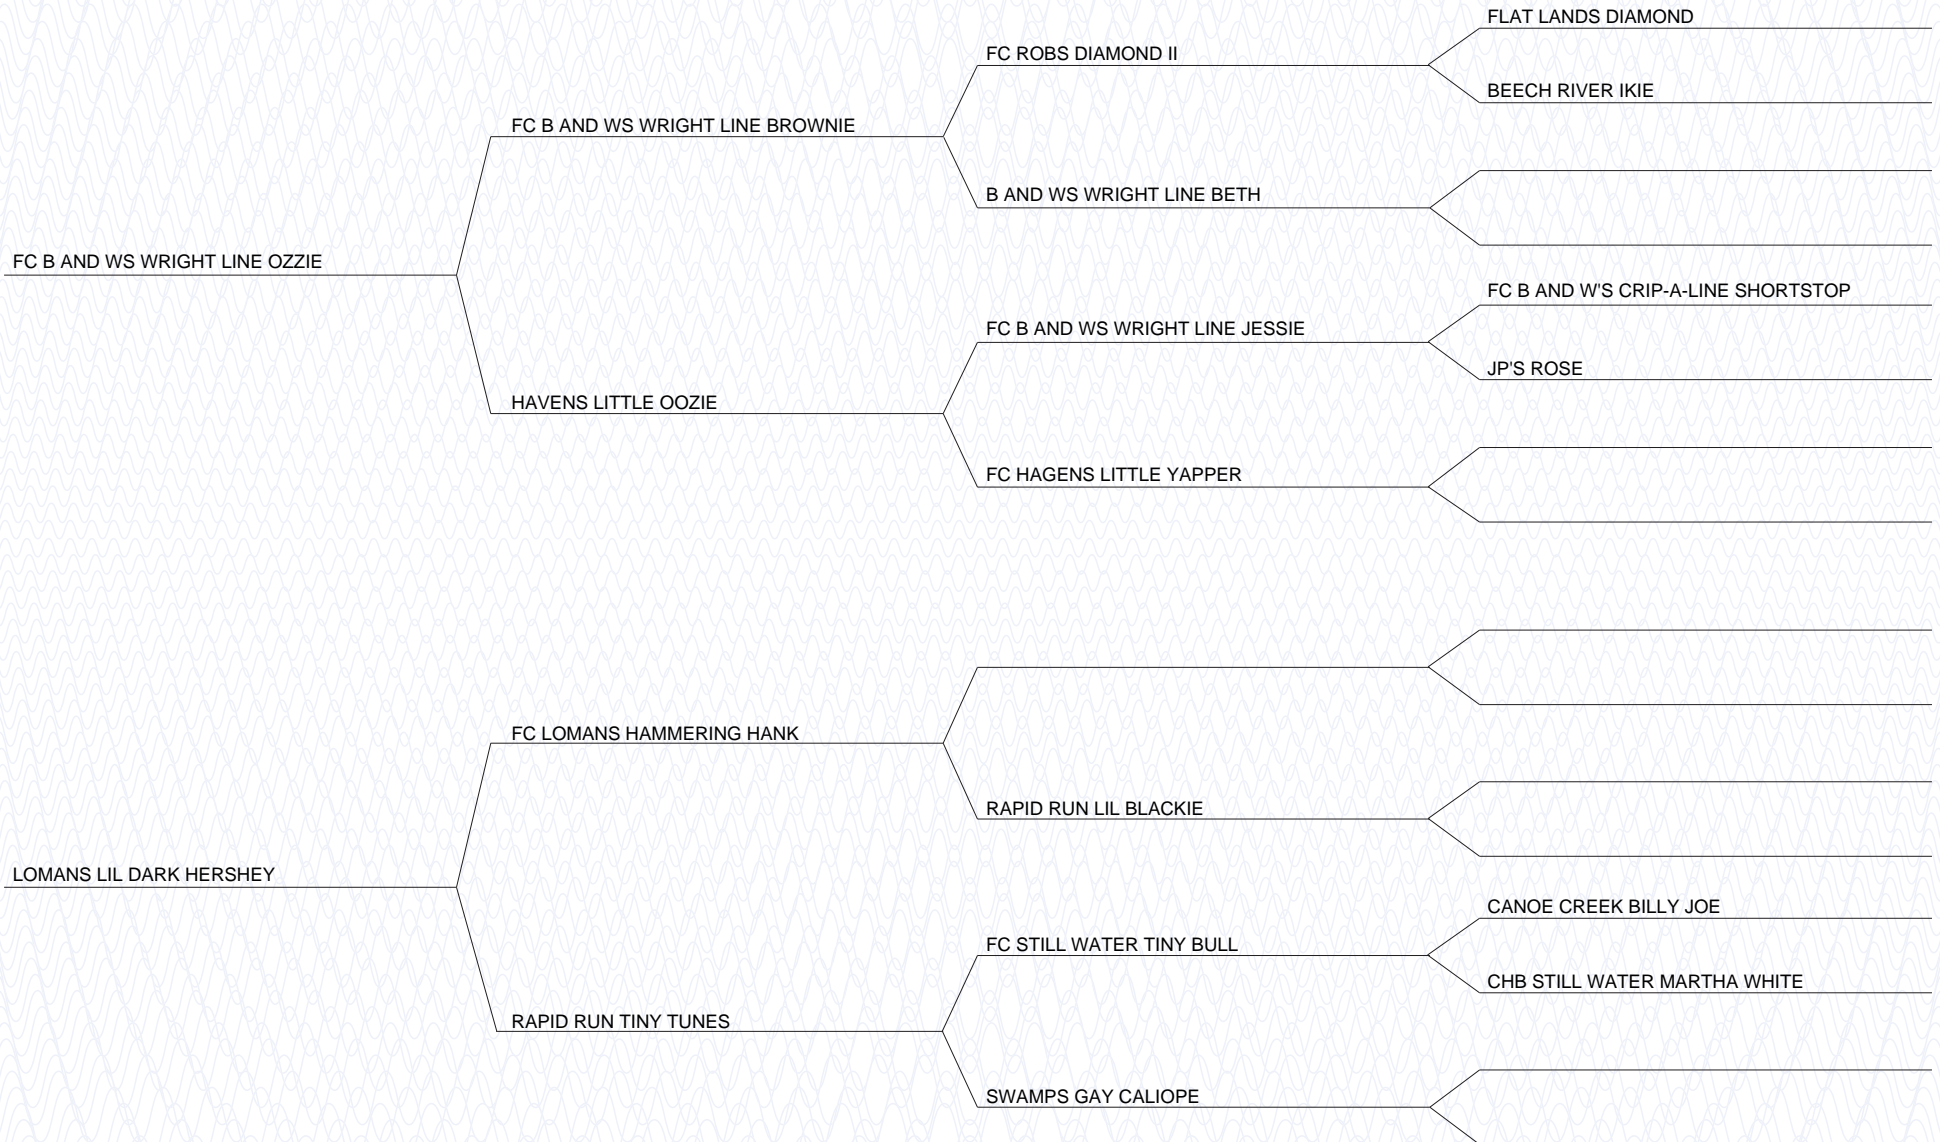 FLAT LANDS DIAMOND
FC ROBS DIAMOND II
BEECH RIVER IKIE
FC B AND WS WRIGHT LINE BROWNIE
B AND WS WRIGHT LINE BETH
FC B AND WS WRIGHT LINE OZZIE
FC B AND W'S CRIP-A-LINE SHORTSTOP
FC B AND WS WRIGHT LINE JESSIE
JP'S ROSE
HAVENS LITTLE OOZIE
FC HAGENS LITTLE YAPPER
FC LOMANS HAMMERING HANK
RAPID RUN LIL BLACKIE
LOMANS LIL DARK HERSHEY
CANOE CREEK BILLY JOE
FC STILL WATER TINY BULL
CHB STILL WATER MARTHA WHITE
RAPID RUN TINY TUNES
SWAMPS GAY CALIOPE